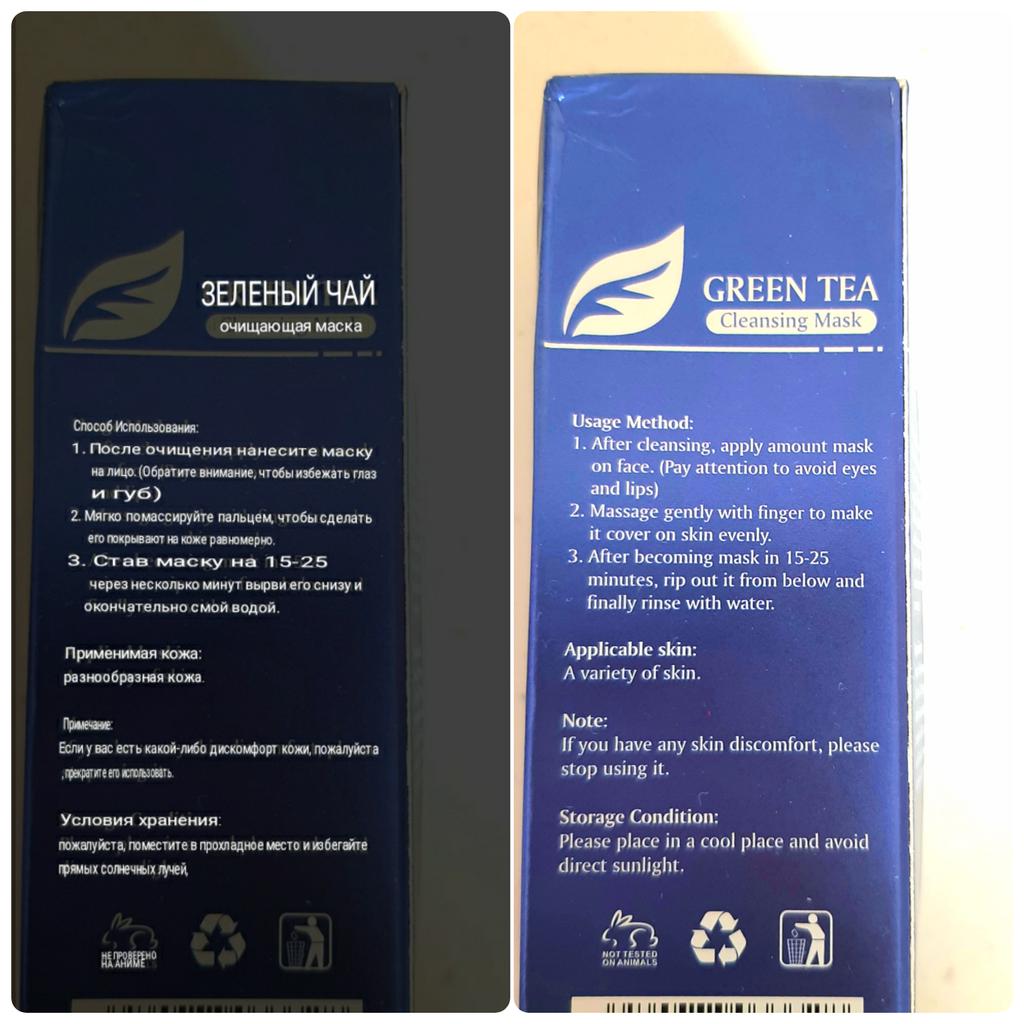 ЗЕЛЕНЫЙ ЧАЙ
очищающая маска
Способ Использования:
1. После очищения нанесите маску
на лицо. (Обратите внимание, чтобы избежать глаз
и губ)
2. Мягко помассируйте пальцем, чтобы сделать
его покрывают на коже равномерно.
3. Став маску на 15-25
через несколько минут вырви его снизу и
окончательно смой водой.
Применимая кожа:
разнообразная кожа.
Примечание:
Если у вас есть какой-либо дискомфорт кожи, пожалуйста
, прекратите его использовать.
Условия хранения:
пожалуйста, поместите в прохладное место и избегайте
прямых солнечных лучей,
НЕ ПРОВЕРЕНО
НА АНИМЕ
GREEN TEA
Cleansing Mask
Usage Method:
1. After cleansing, apply amount mask
on face. (Pay attention to avoid eyes
and lips)
2. Massage gently with finger to make
it cover on skin evenly.
3. After becoming mask in 15-25
minutes, rip out it from below and
finally rinse with water.
Applicable skin:
A variety of skin.
Note:
If you have any skin discomfort, please
stop using it.
Storage Condition:
Please place in a cool place and avoid
direct sunlight.
NOT TESTED
ON ANIMALS